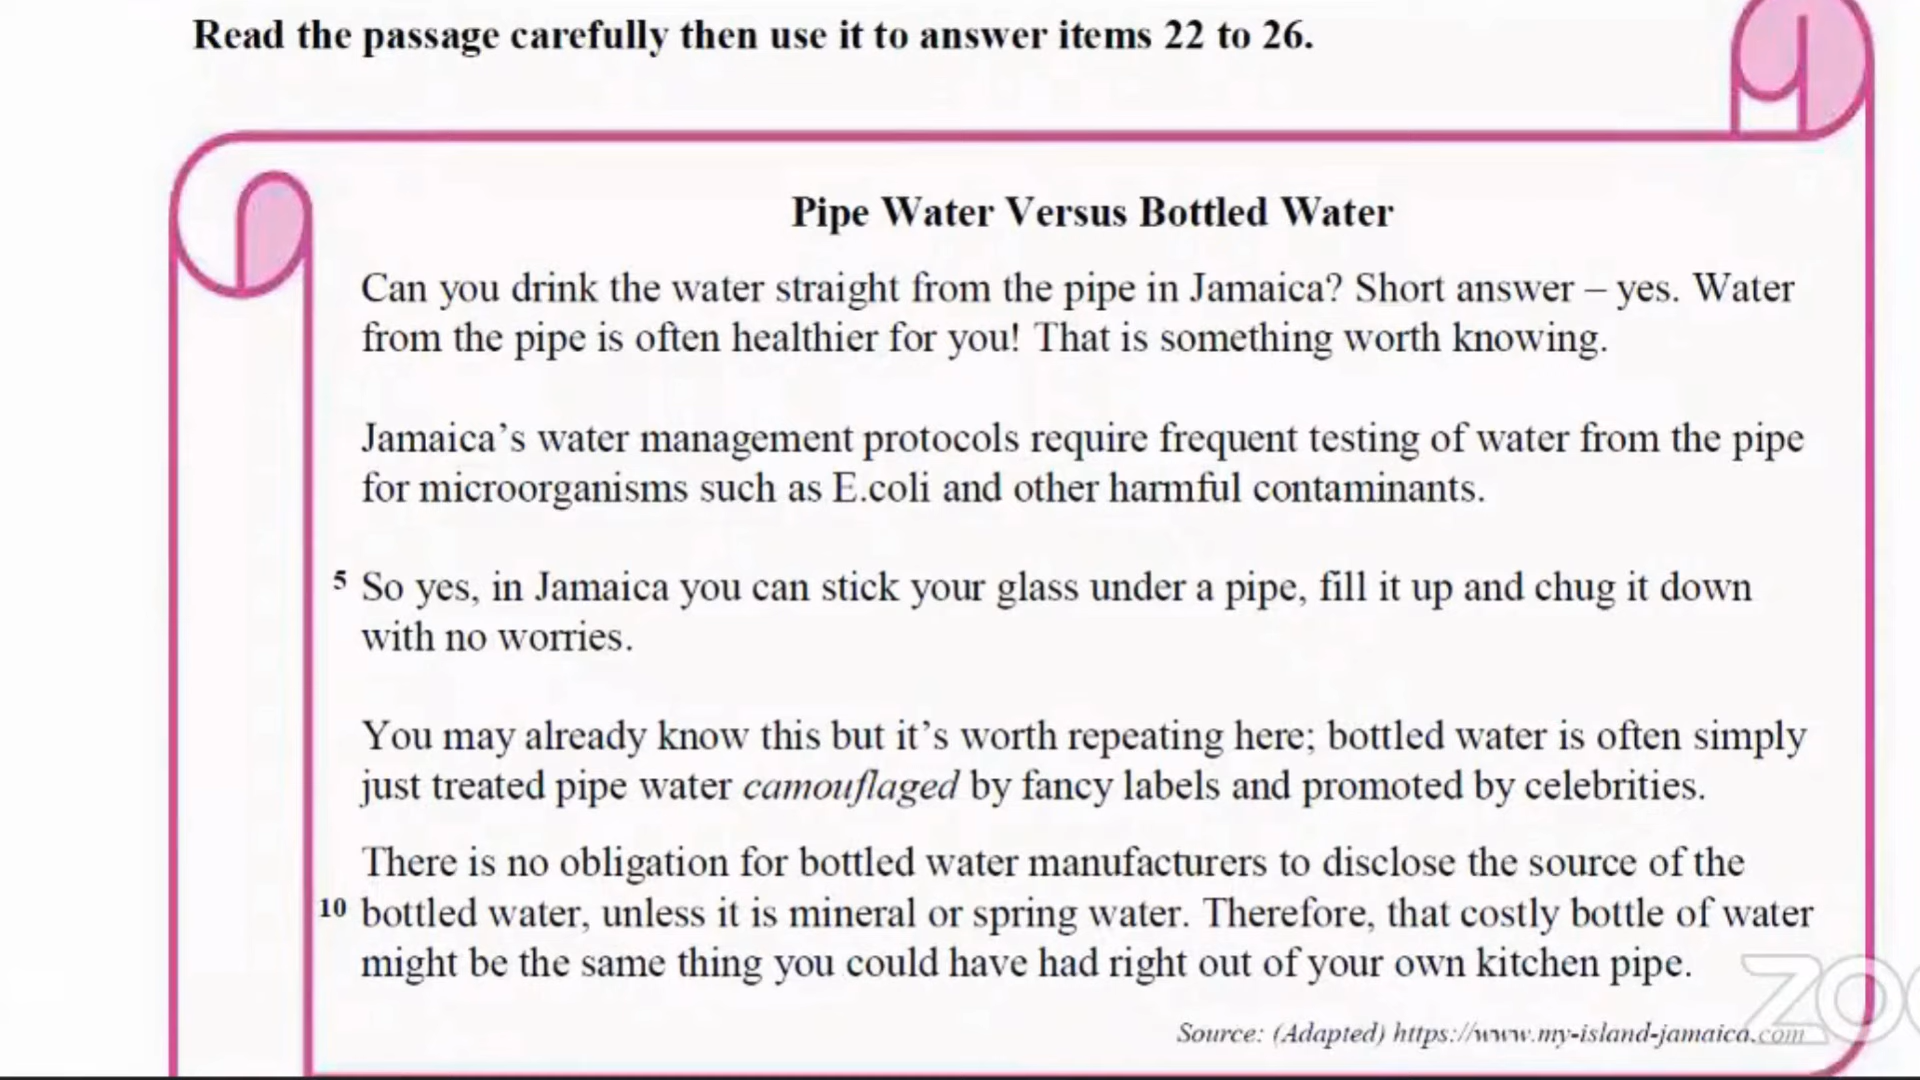 Read the passage carefully then use it to answer items 22 to 26.
Pipe Water Versus Bottled Water
Can you drink the water straight from the pipe in Jamaica? Short answer – yes. Water
from the pipe is often healthier for you! That is something worth knowing.
Jamaica’s water management protocols require frequent testing of water from the pipe
for microorganisms such as E.coli and other harmful contaminants.
5 So yes, in Jamaica you can stick your glass under a pipe, fill it up and chug it down
with no worries.
You may already know this but it’s worth repeating here; bottled water is often simply
just treated pipe water camouflaged by fancy labels and promoted by celebrities.
There is no obligation for bottled water manufacturers to disclose the source of the
10 bottled water, unless it is mineral or spring water. Therefore, that costly bottle of water
might be the same thing you could have had right out of your own kitchen pipe.
Source: (Adapted) https://www.my-island-jamaica.com